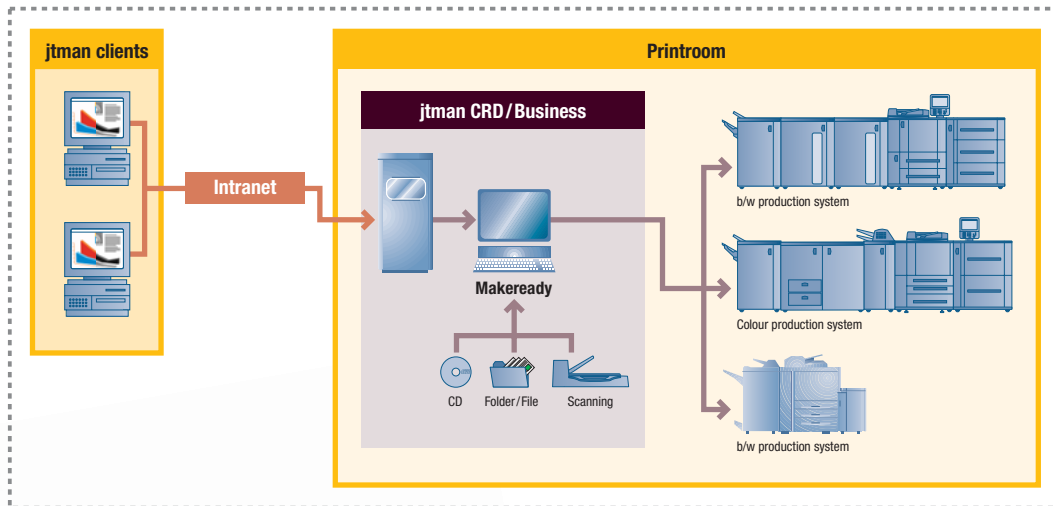 jtman clients
Printroom
jtman CRD/Business
Intranet
Makeready
CD
Folder/File
Scanning
b/w production system
Colour production system
b/w production system